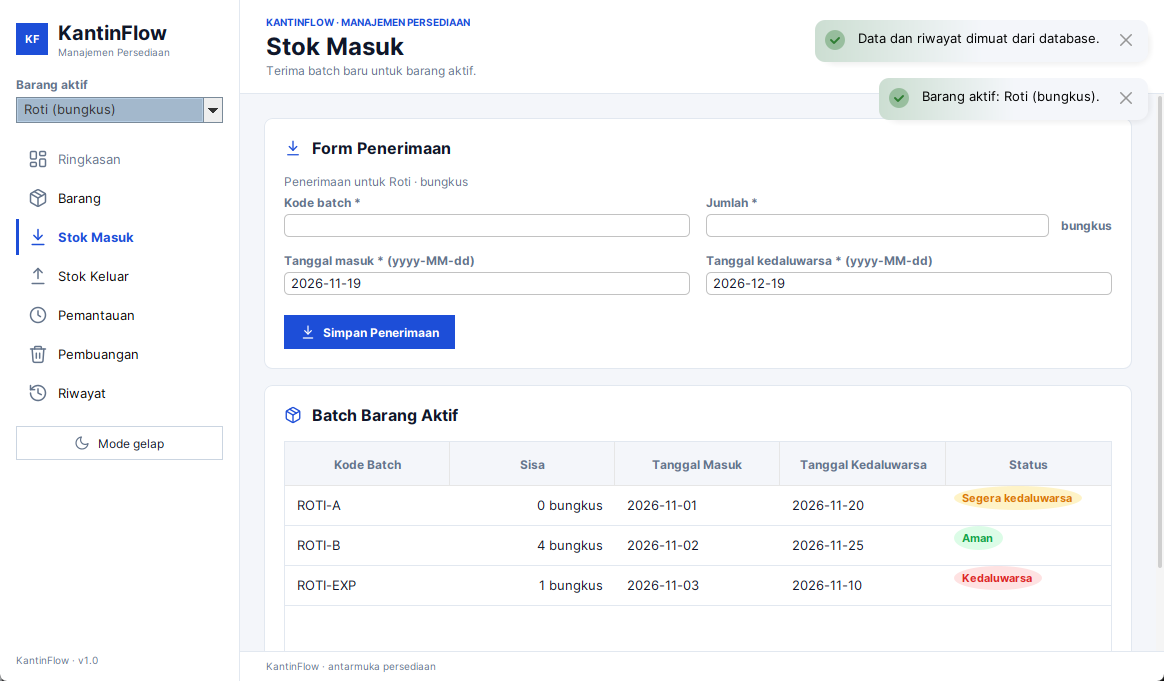 KF
KantinFlow
Manajemen Persediaan
Barang aktif
Roti (bungkus)
Ringkasan
Barang
Stok Masuk
Stok Keluar
Pemantauan
Pembuangan
Riwayat
Mode gelap
KantinFlow · v1.0
KANTINFLOW · MANAJEMEN PERSEDIAAN
Stok Masuk
Terima batch baru untuk barang aktif.
Data dan riwayat dimuat dari database.
Barang aktif: Roti (bungkus).
Form Penerimaan
Penerimaan untuk Roti · bungkus
Kode batch * Jumlah *
bungkus
Tanggal masuk * (yyyy-MM-dd) Tanggal kedaluwarsa * (yyyy-MM-dd)
2026-11-19 2026-12-19
Simpan Penerimaan
Batch Barang Aktif
Kode Batch Sisa Tanggal Masuk Tanggal Kedaluwarsa Status
ROTI-A 0 bungkus 2026-11-01 2026-11-20 Segera kedaluwarsa
ROTI-B 4 bungkus 2026-11-02 2026-11-25 Aman
ROTI-EXP 1 bungkus 2026-11-03 2026-11-10 Kedaluwarsa
KantinFlow · antarmuka persediaan